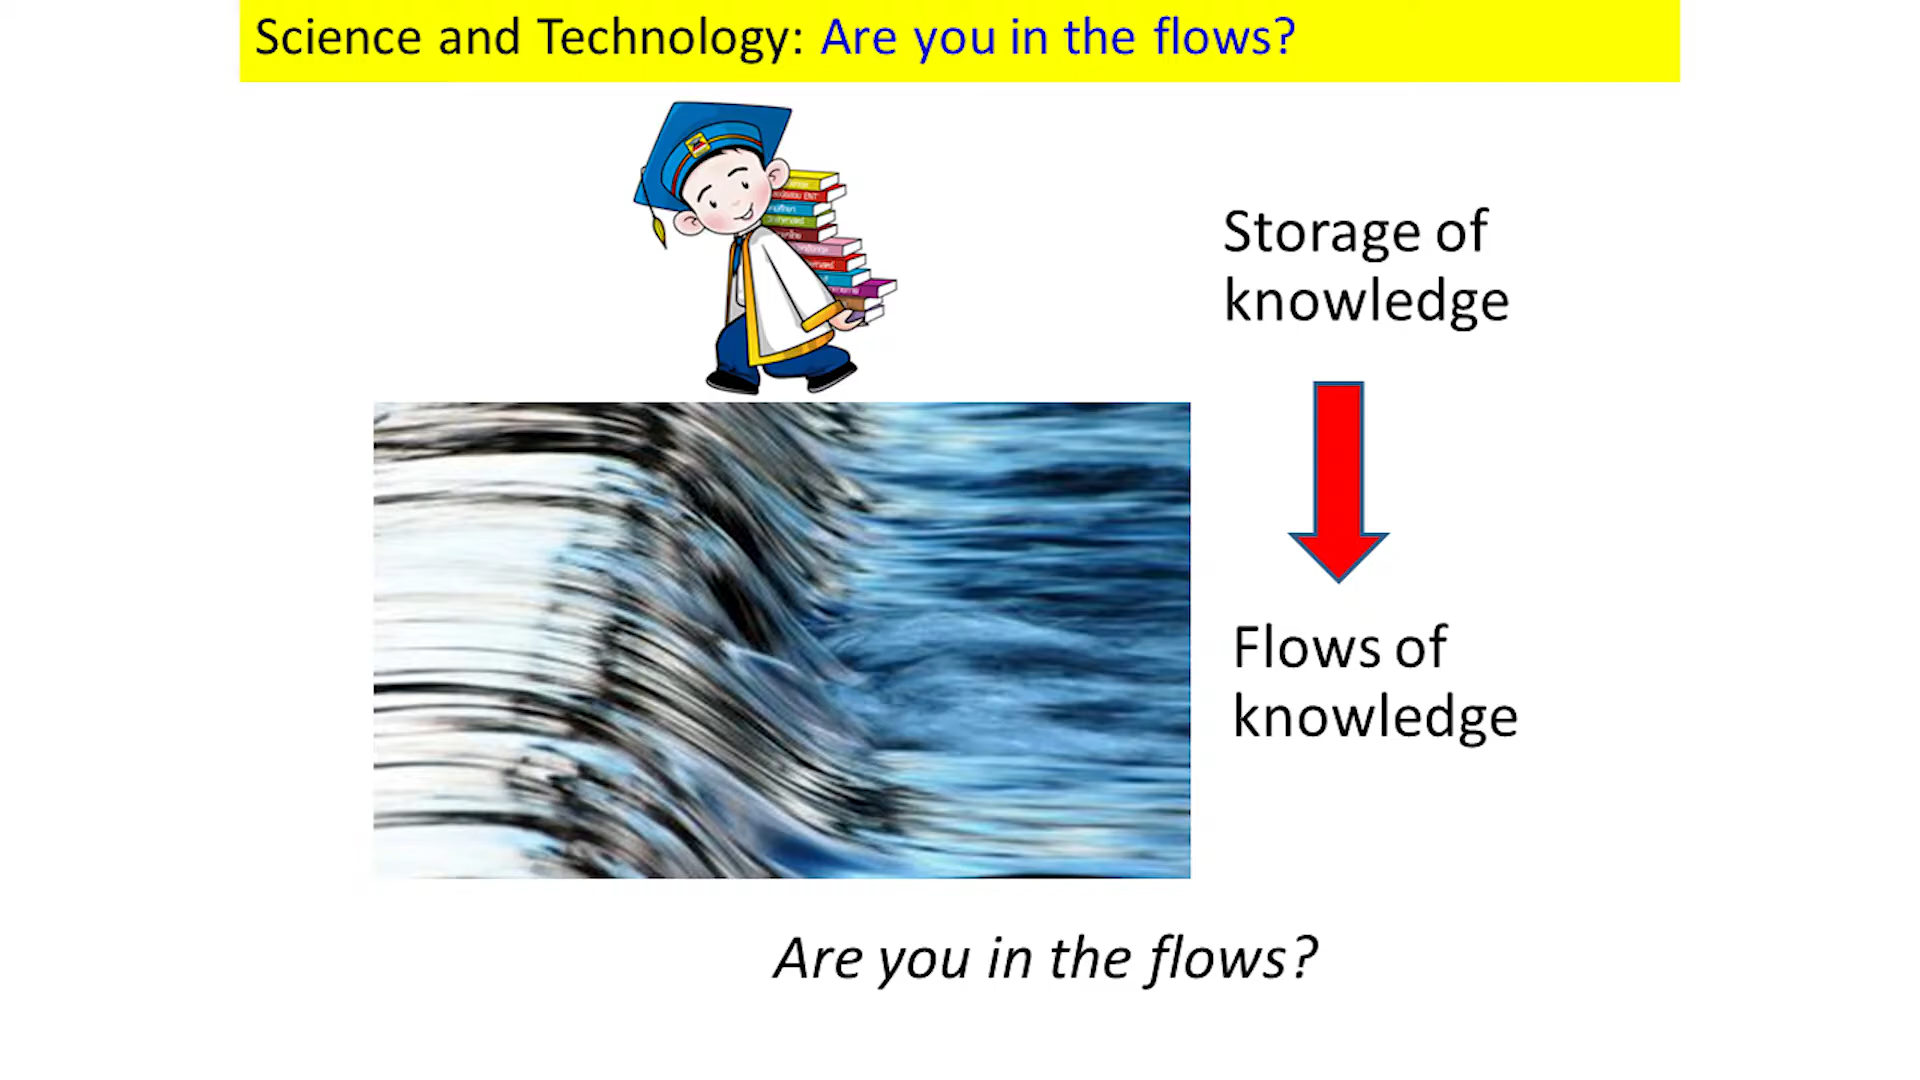 Science and Technology: Are you in the flows?
Storage of
knowledge
Flows of
knowledge
Are you in the flows?